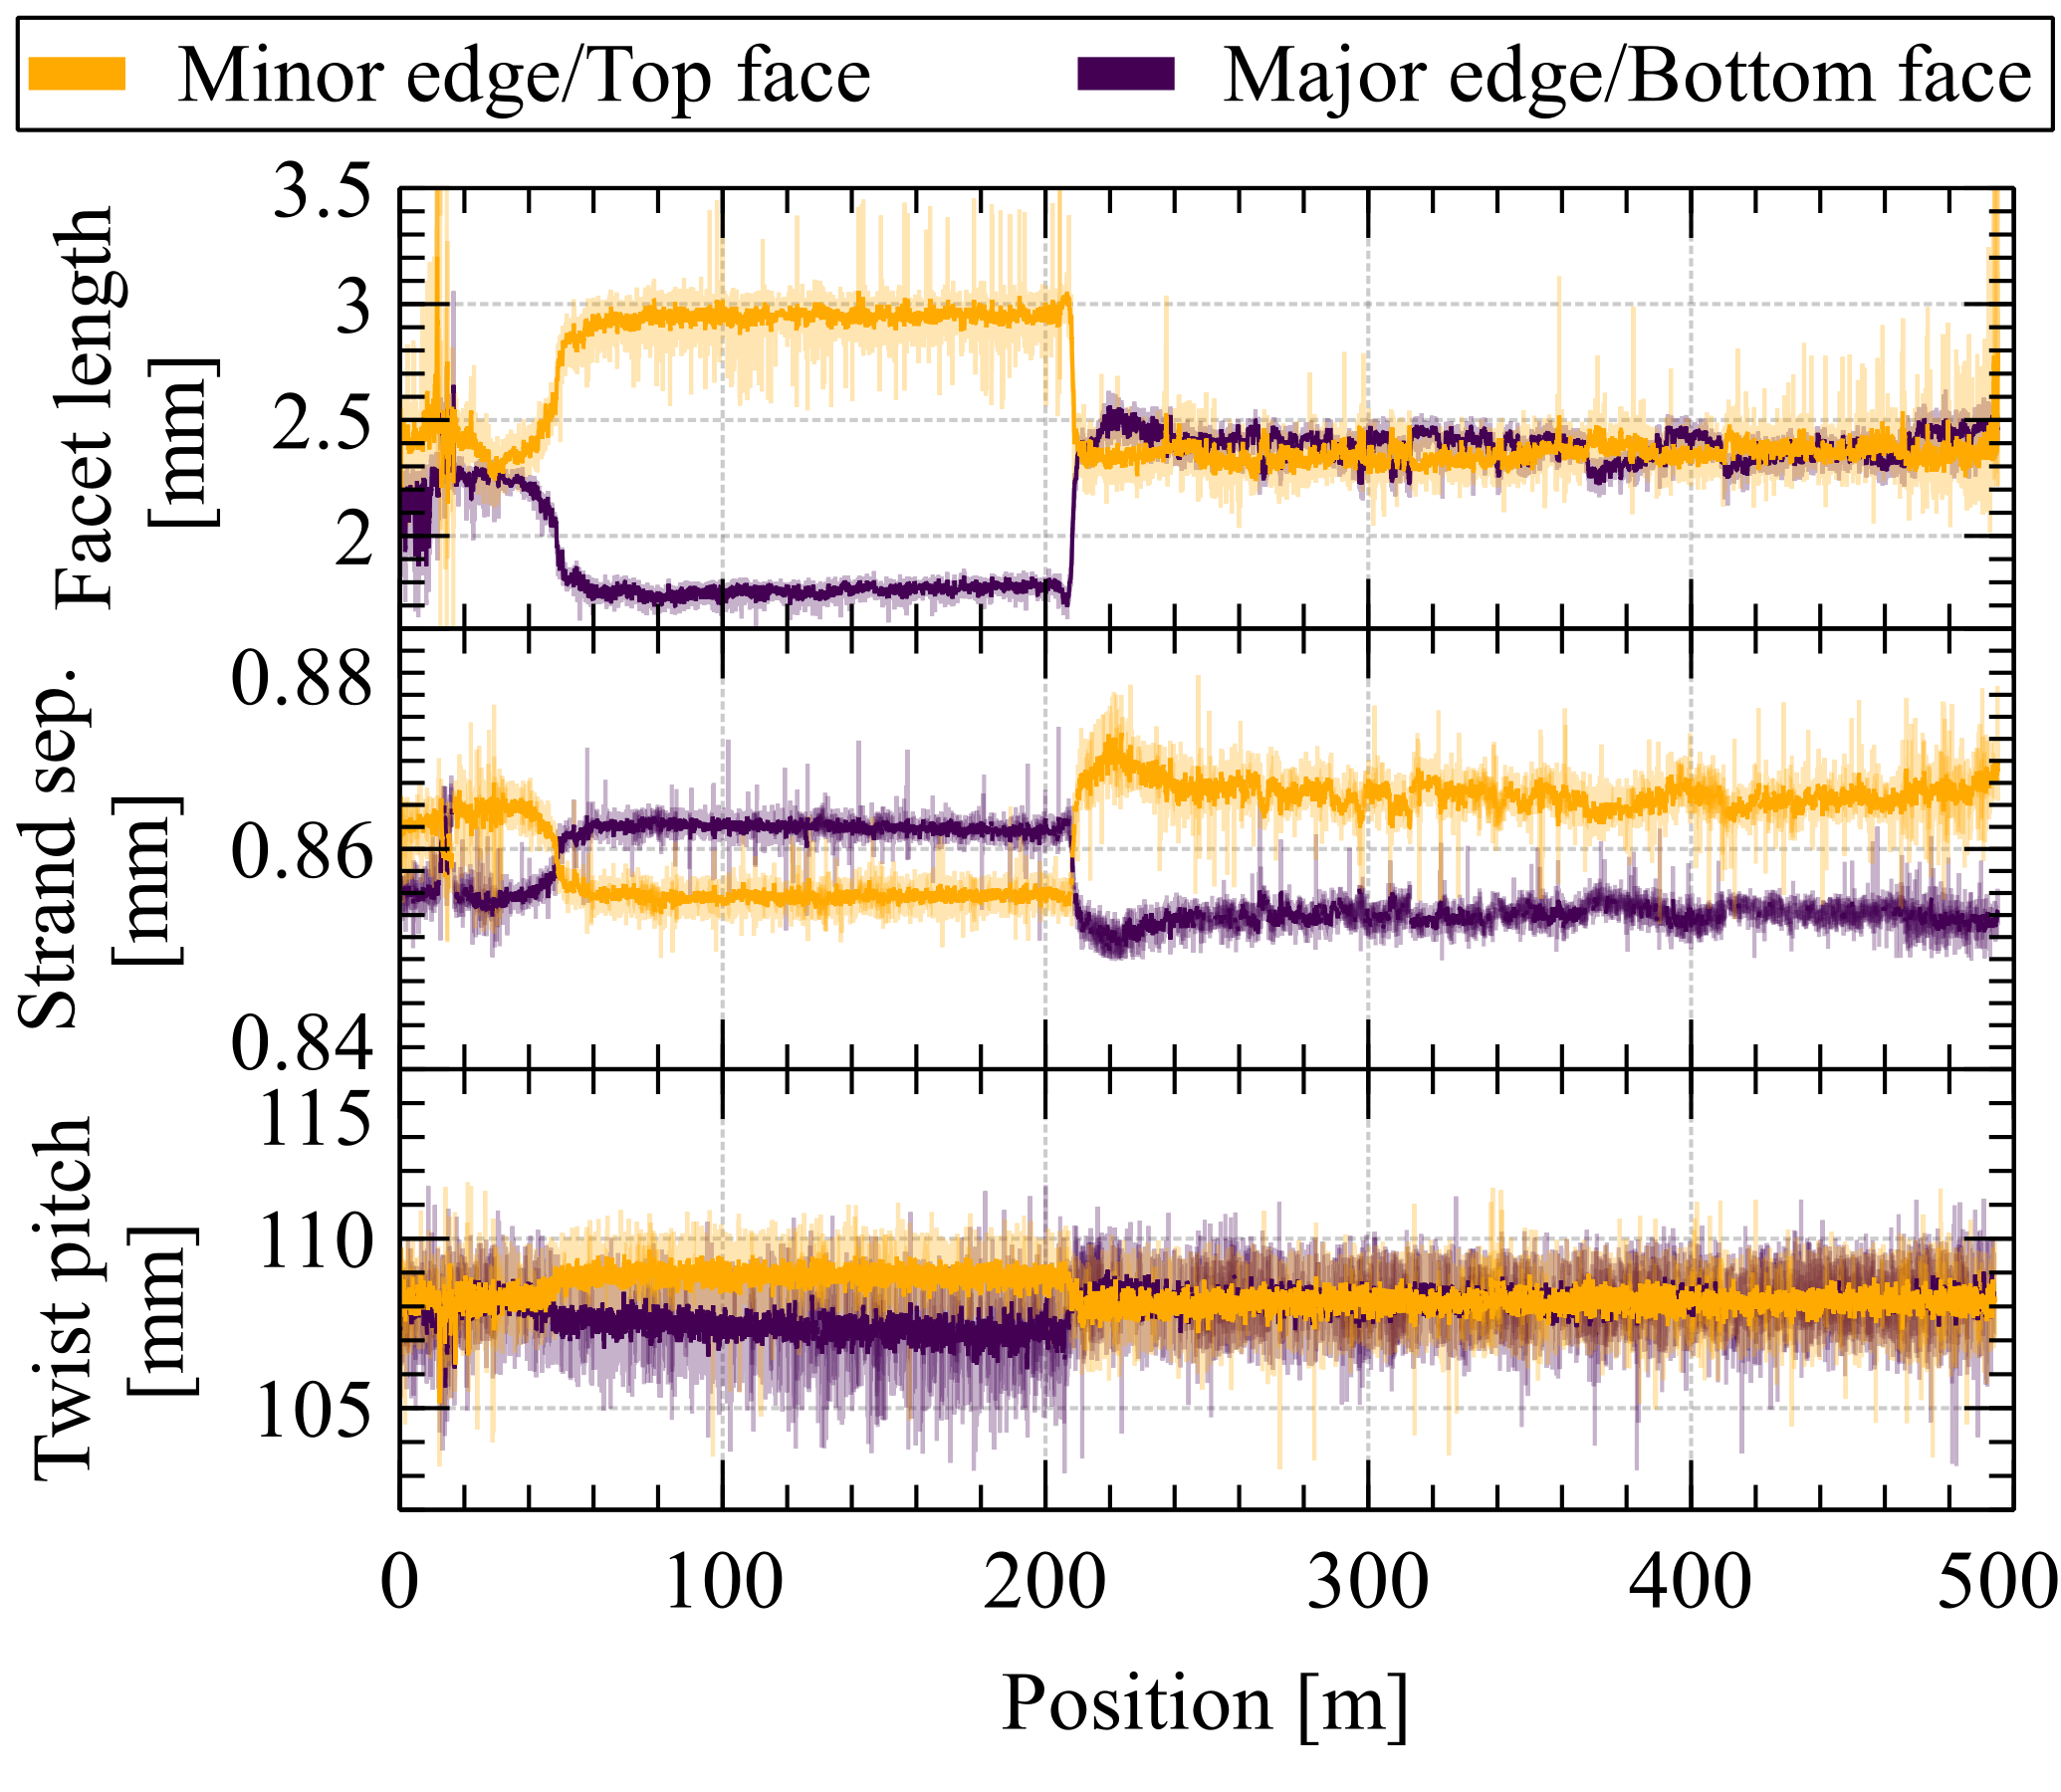 Minor edge/Top face Major edge/Bottom face
Facet length
[mm]
3.5
3
2.5
2
Strand sep.
[mm]
0.88
0.86
0.84
Twist pitch
[mm]
115
110
105
0 100 200 300 400 500
Position [m]